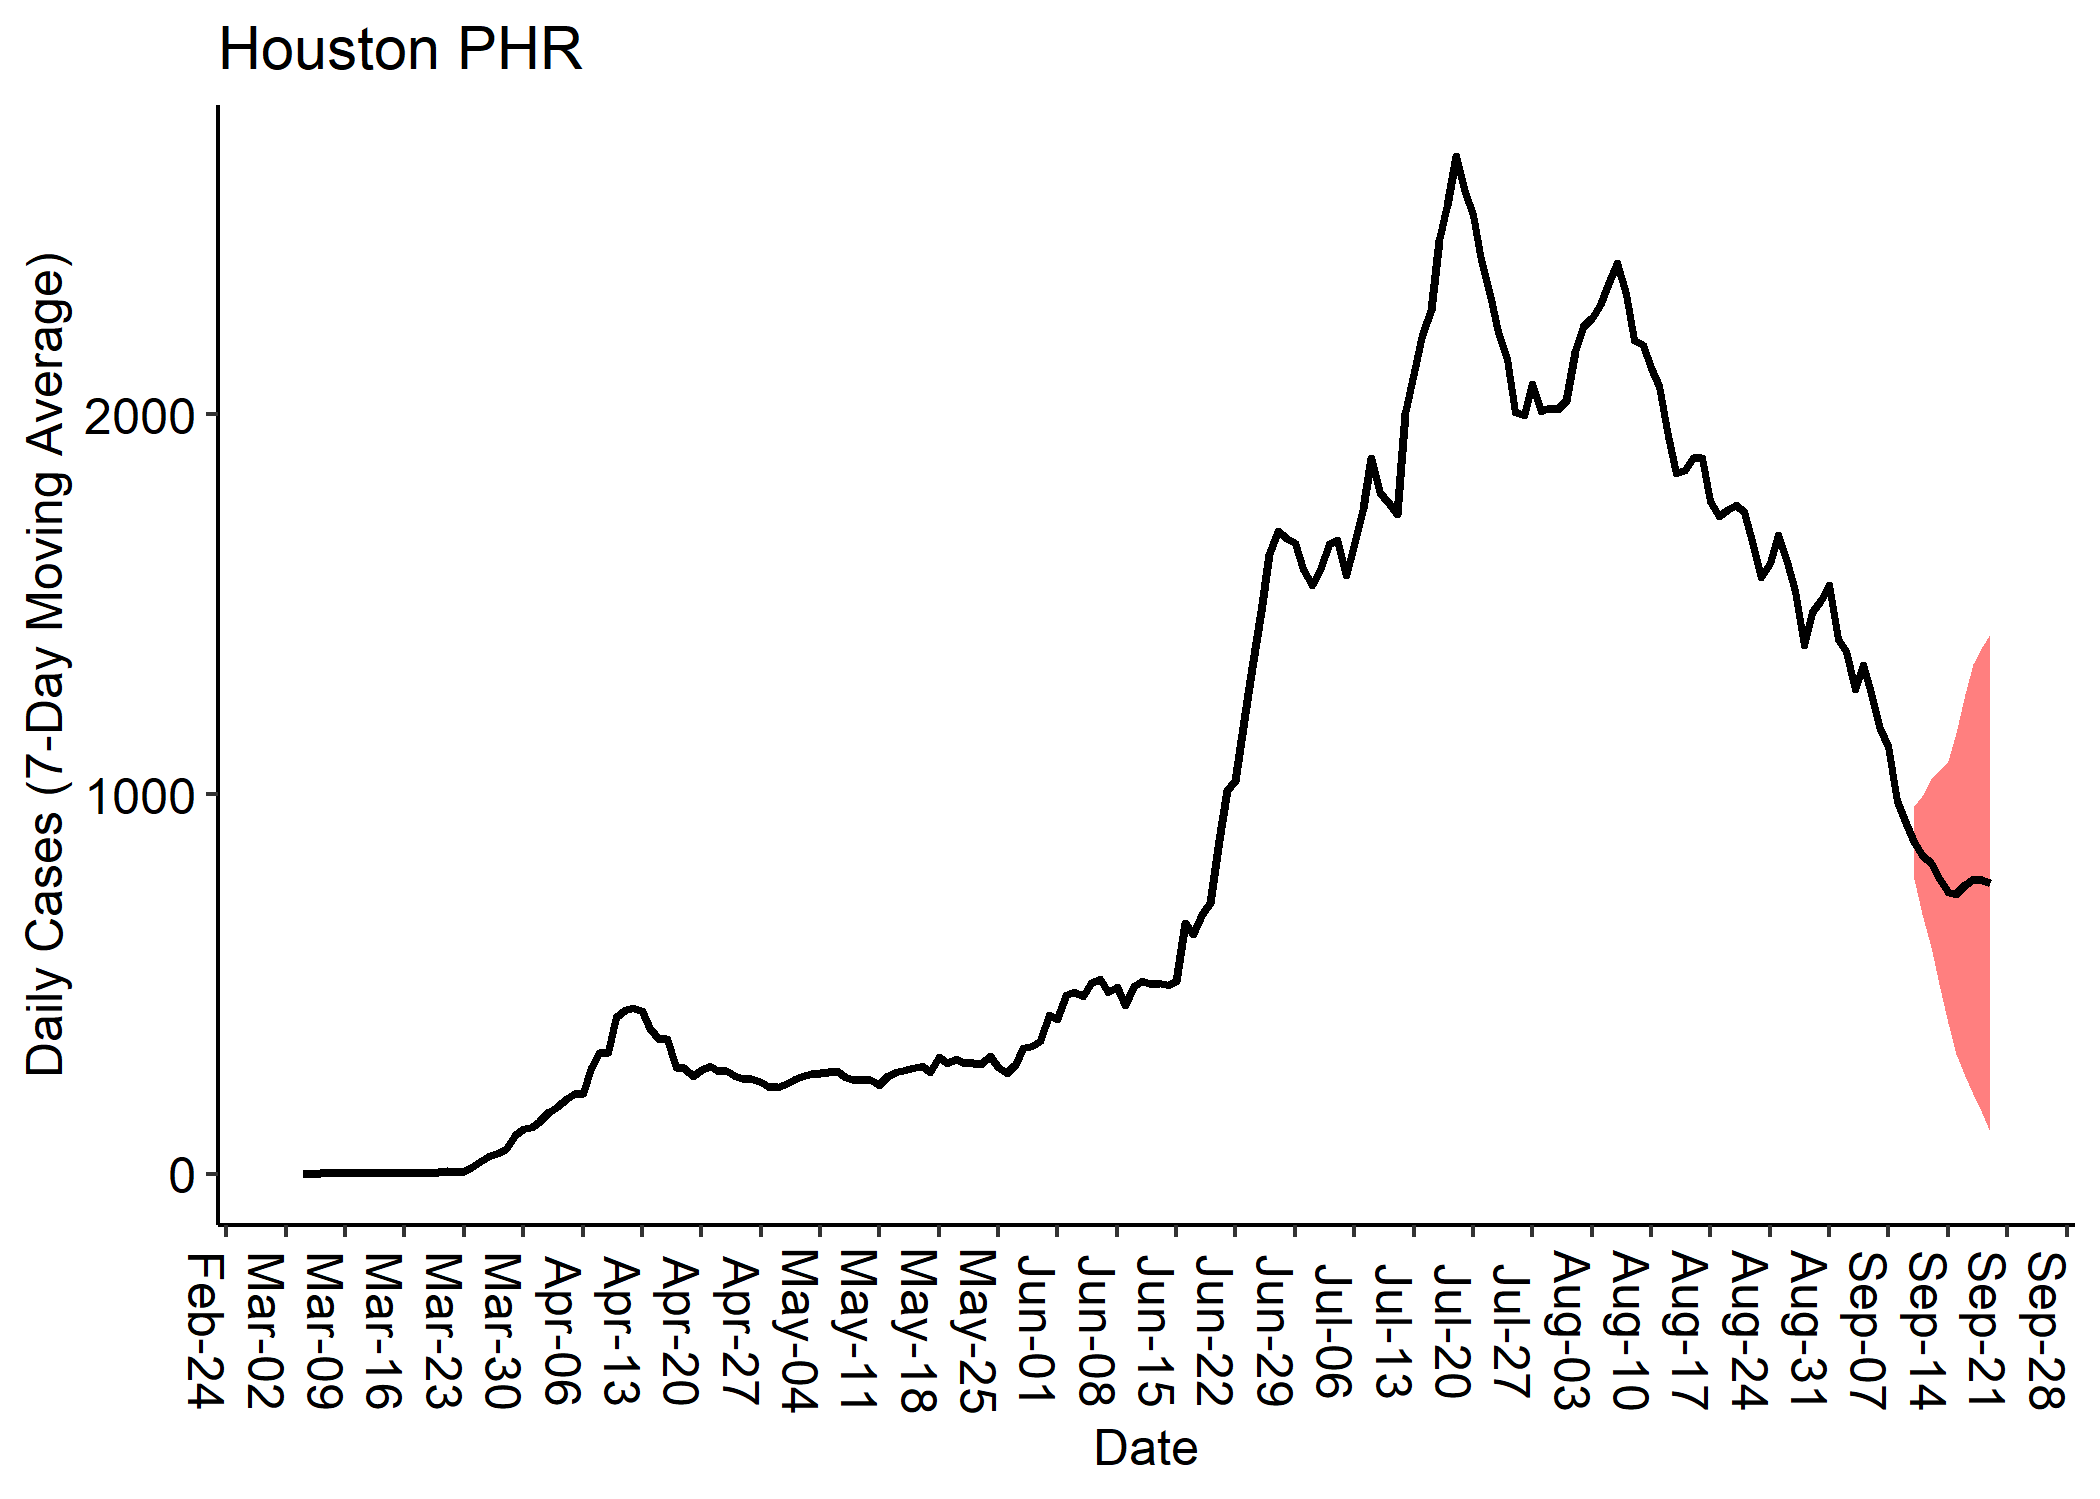 Houston PHR
Daily Cases (7-Day Moving Average)
2000
1000
0
Feb-24
Mar-02
Mar-09
Mar-16
Mar-23
Mar-30
Apr-06
Apr-13
Apr-20
Apr-27
May-04
May-11
May-18
May-25
Jun-01
Jun-08
Jun-15
Jun-22
Jun-29
Jul-06
Jul-13
Jul-20
Jul-27
Aug-03
Aug-10
Aug-17
Aug-24
Aug-31
Sep-07
Sep-14
Sep-21
Sep-28
Date